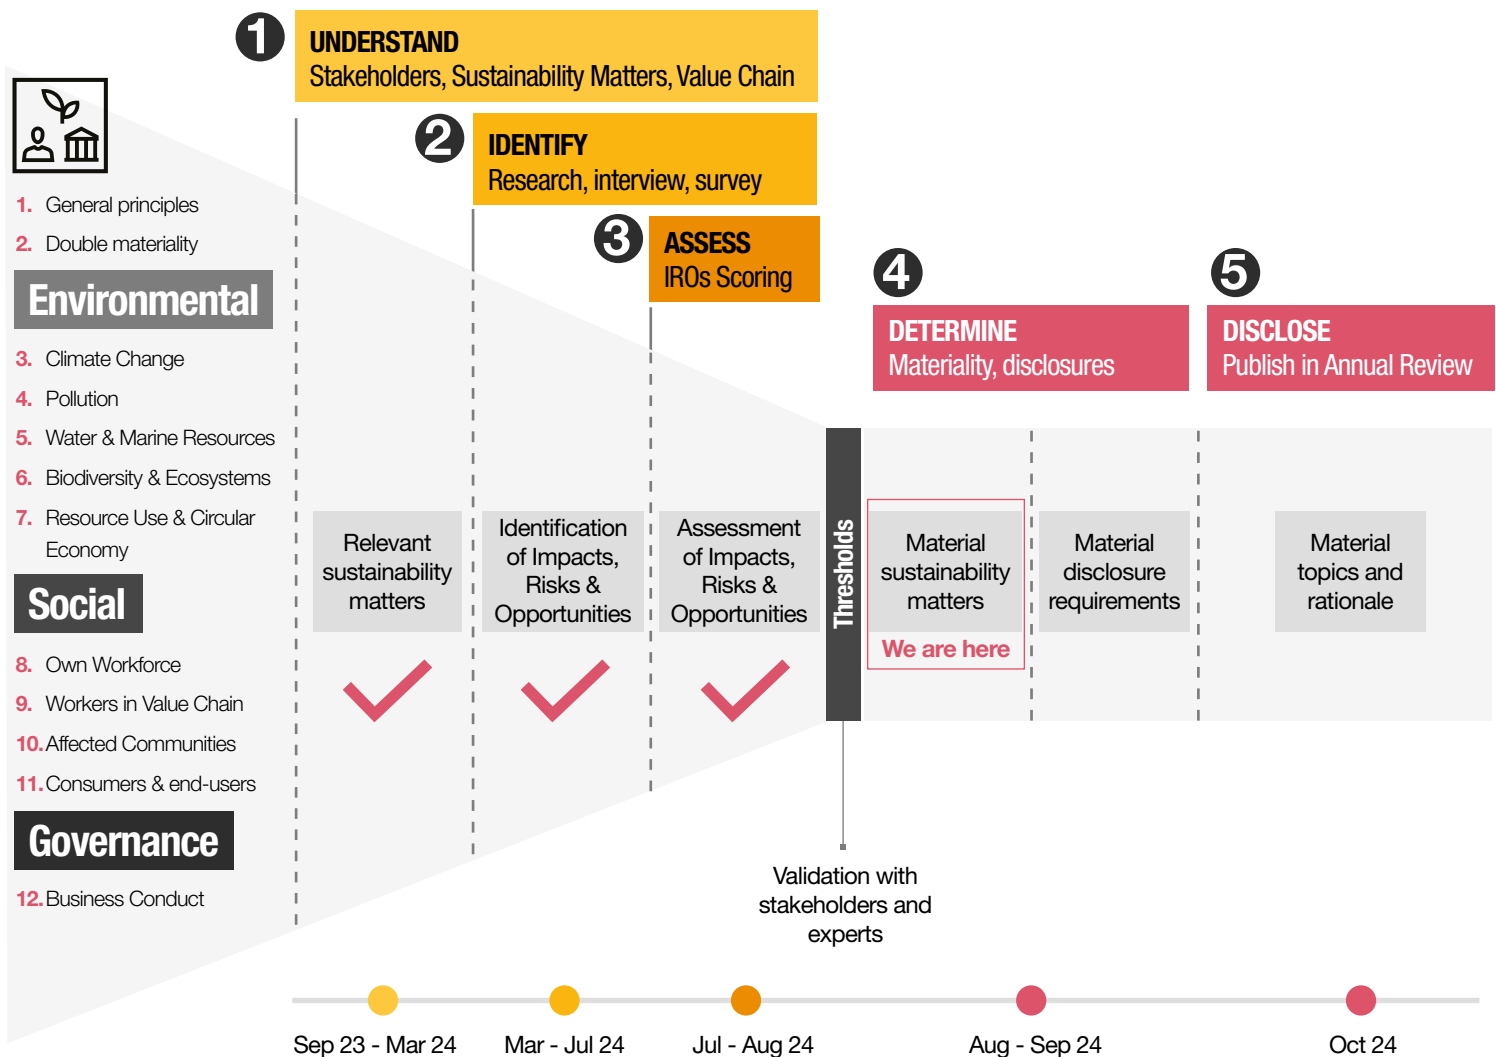 1
UNDERSTAND
Stakeholders, Sustainability Matters, Value Chain
2
IDENTIFY
Research, interview, survey
3
ASSESS
IROs Scoring
4
DETERMINE
Materiality, disclosures
5
DISCLOSE
Publish in Annual Review
1. General principles
2. Double materiality
Environmental
3. Climate Change
4. Pollution
5. Water & Marine Resources
6. Biodiversity & Ecosystems
7. Resource Use & Circular
Economy
Social
8. Own Workforce
9. Workers in Value Chain
10. Affected Communities
11. Consumers & end-users
Governance
12. Business Conduct
Relevant
sustainability
matters
Identification
of Impacts,
Risks &
Opportunities
Assessment
of Impacts,
Risks &
Opportunities
Thresholds
Material
sustainability
matters
We are here
Material
disclosure
requirements
Material
topics and
rationale
Validation with
stakeholders and
experts
Sep 23 - Mar 24
Mar - Jul 24
Jul - Aug 24
Aug - Sep 24
Oct 24